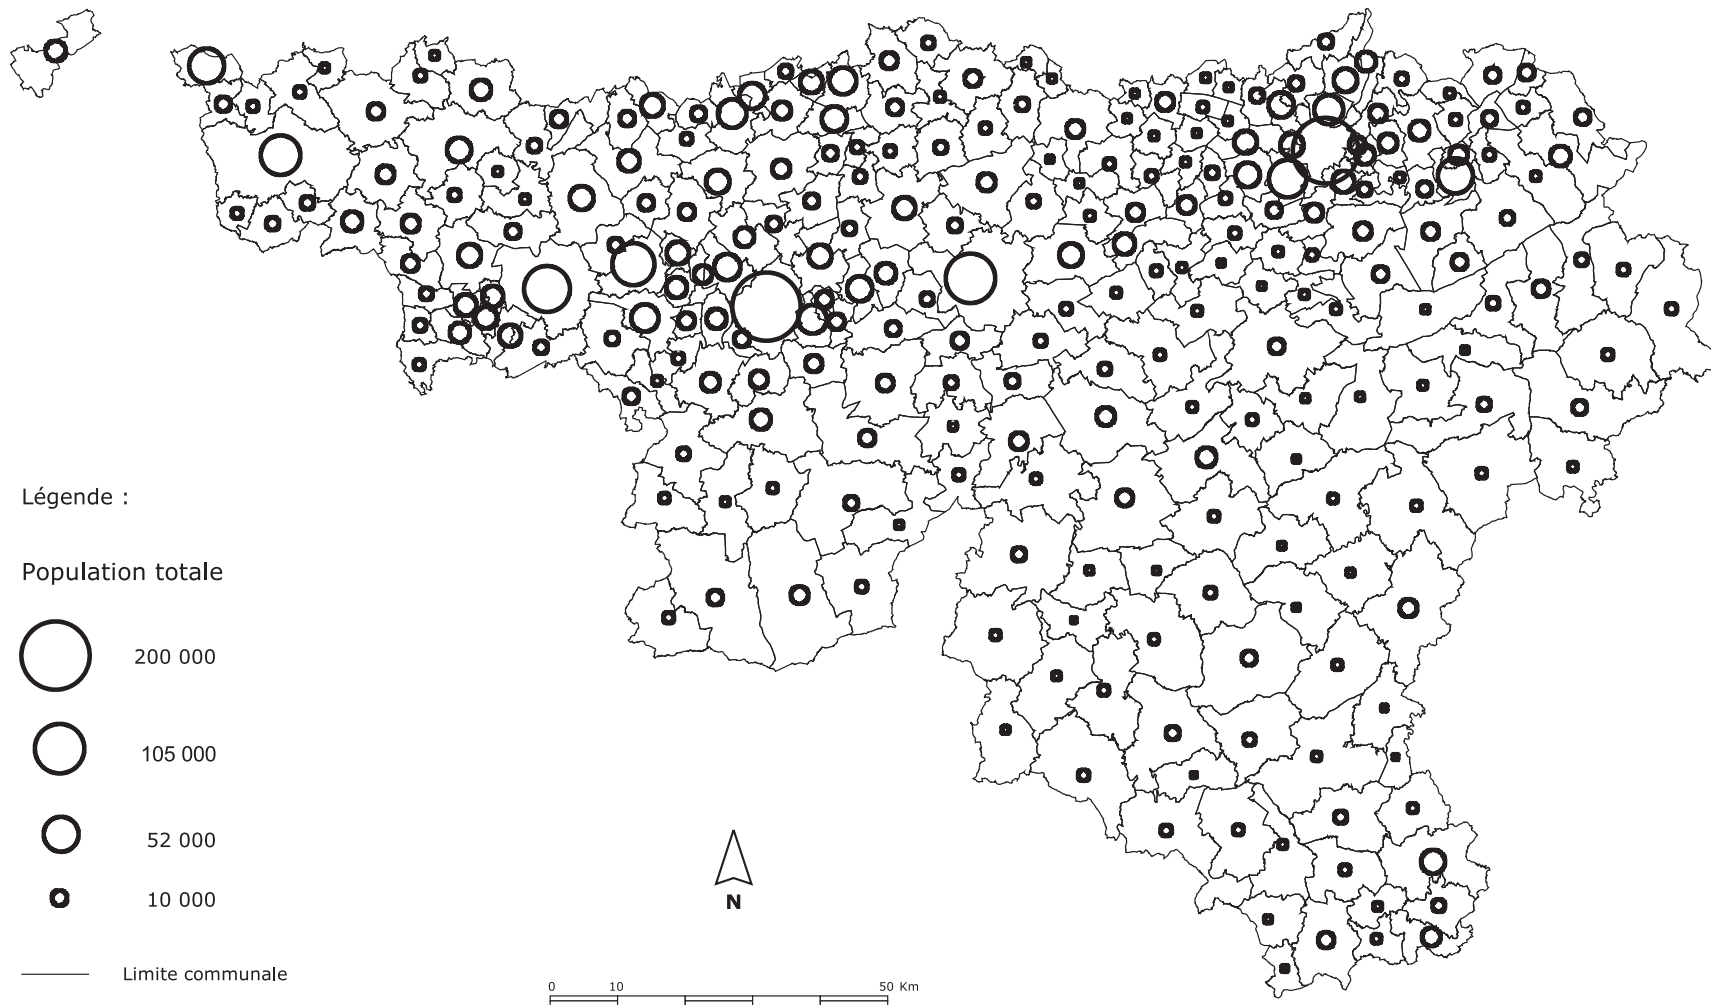 Légende :
Population totale
200 000
105 000
52 000
10 000
Limite communale
N
0 10 50 Km